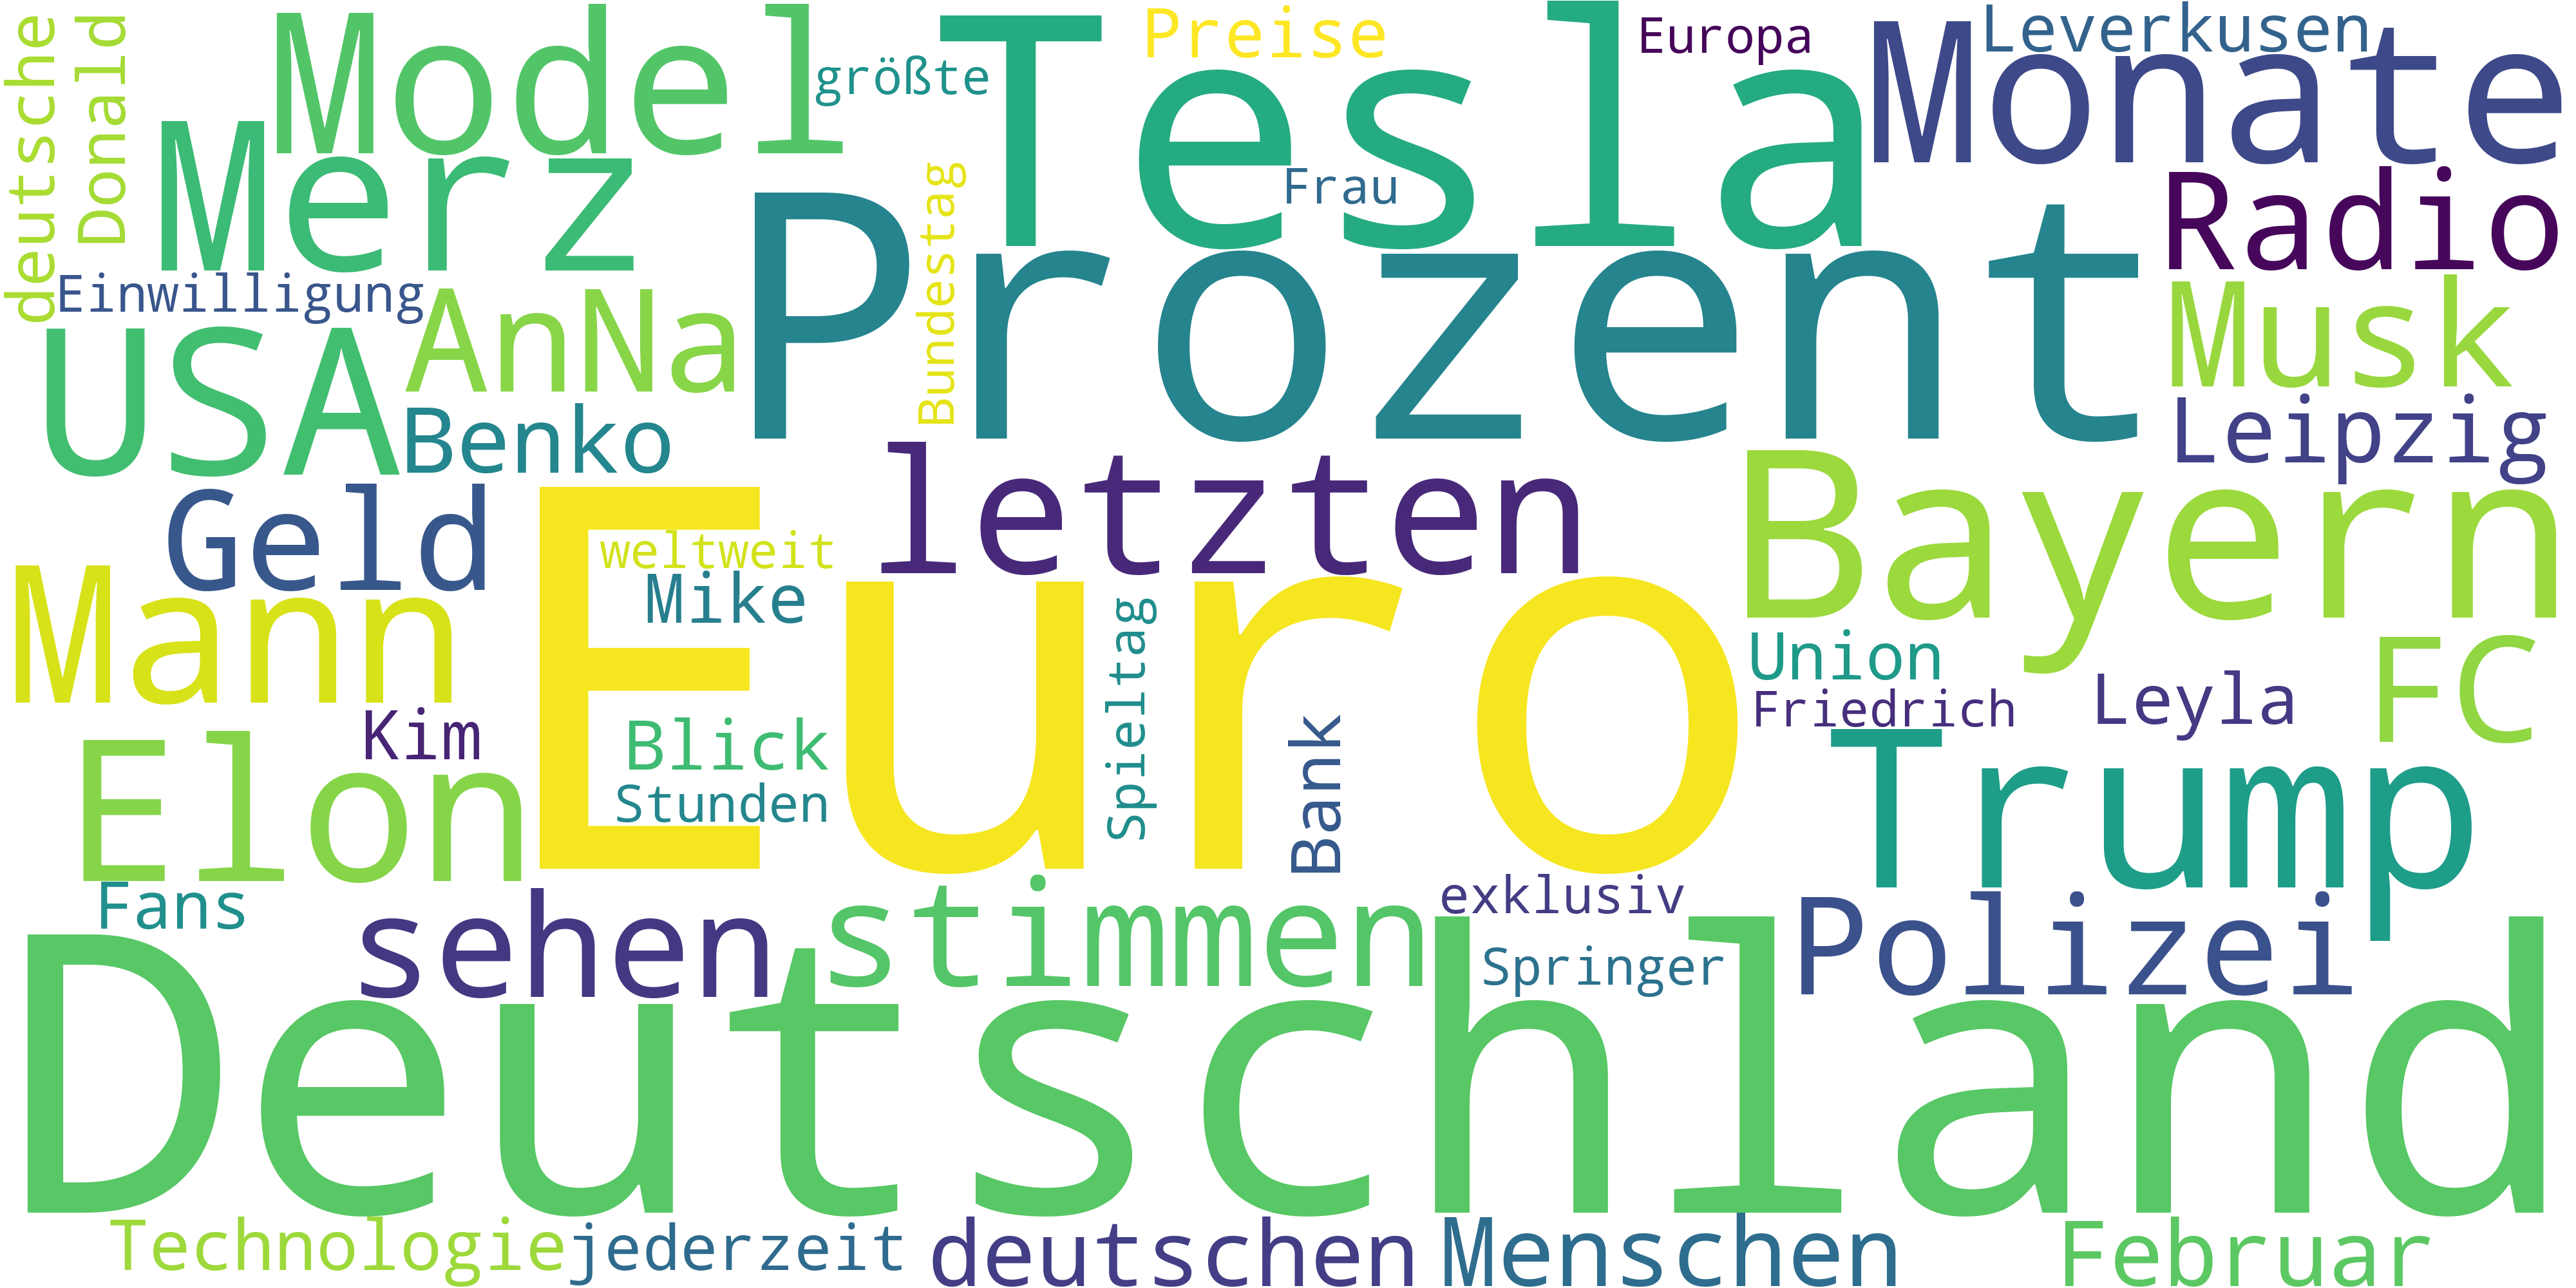 deutsche
Donald
Model
Tesla
Preise
Europa
Leverkusen
Monate
größte
Merz
Frau
Radio
Bundestag
Prozent
Einwilligung
AnNa
Musk
USA
Benko
Leipzig
letzten
Bayern
Geld
weltweit
Mann
Mike
Euro
Spieltag
Union
FC
Leyla
Friedrich
Kim
Blick
Bank
Elon
Stunden
Trump
Fans
sehen
stimmen
exklusiv
Polizei
Springer
Deutschland
Technologie
jederzeit
deutschen
Menschen
Februar